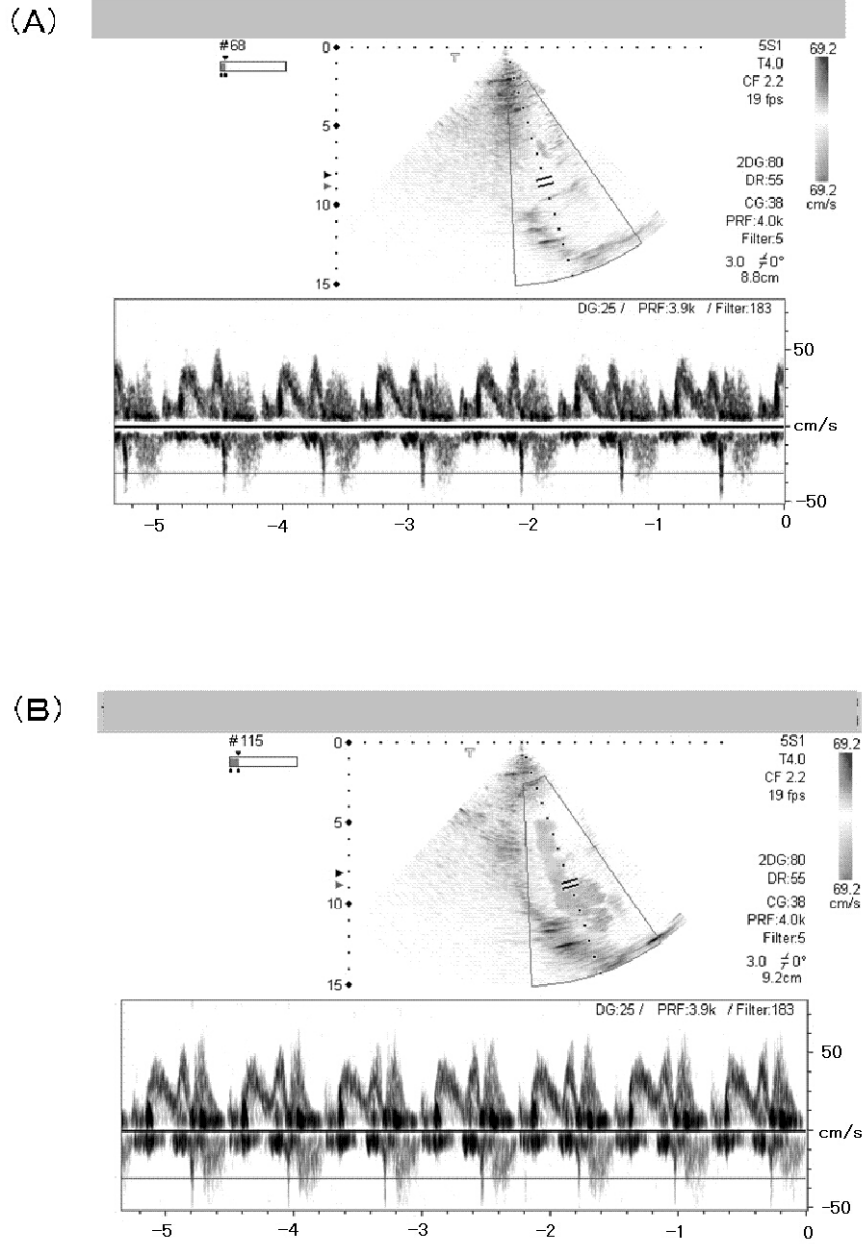 (A)
#68
0
5
10
15
5S1
T4.0
CF 2.2
19 fps
2DG:80
DR:55
CG:38
PRF:4.0k
Filter:5
3.0 ≠0°
8.8cm
69.2
69.2
cm/s
DG:25 / PRF:3.9k / Filter:183
50
cm/s
-50
-5 -4 -3 -2 -1 0
(B)
#115
0
5
10
15
5S1
T4.0
CF 2.2
19 fps
2DG:80
DR:55
CG:38
PRF:4.0k
Filter:5
3.0 ≠0°
9.2cm
69.2
69.2
cm/s
DG:25 / PRF:3.9k / Filter:183
50
cm/s
-50
-5 -4 -3 -2 -1 0